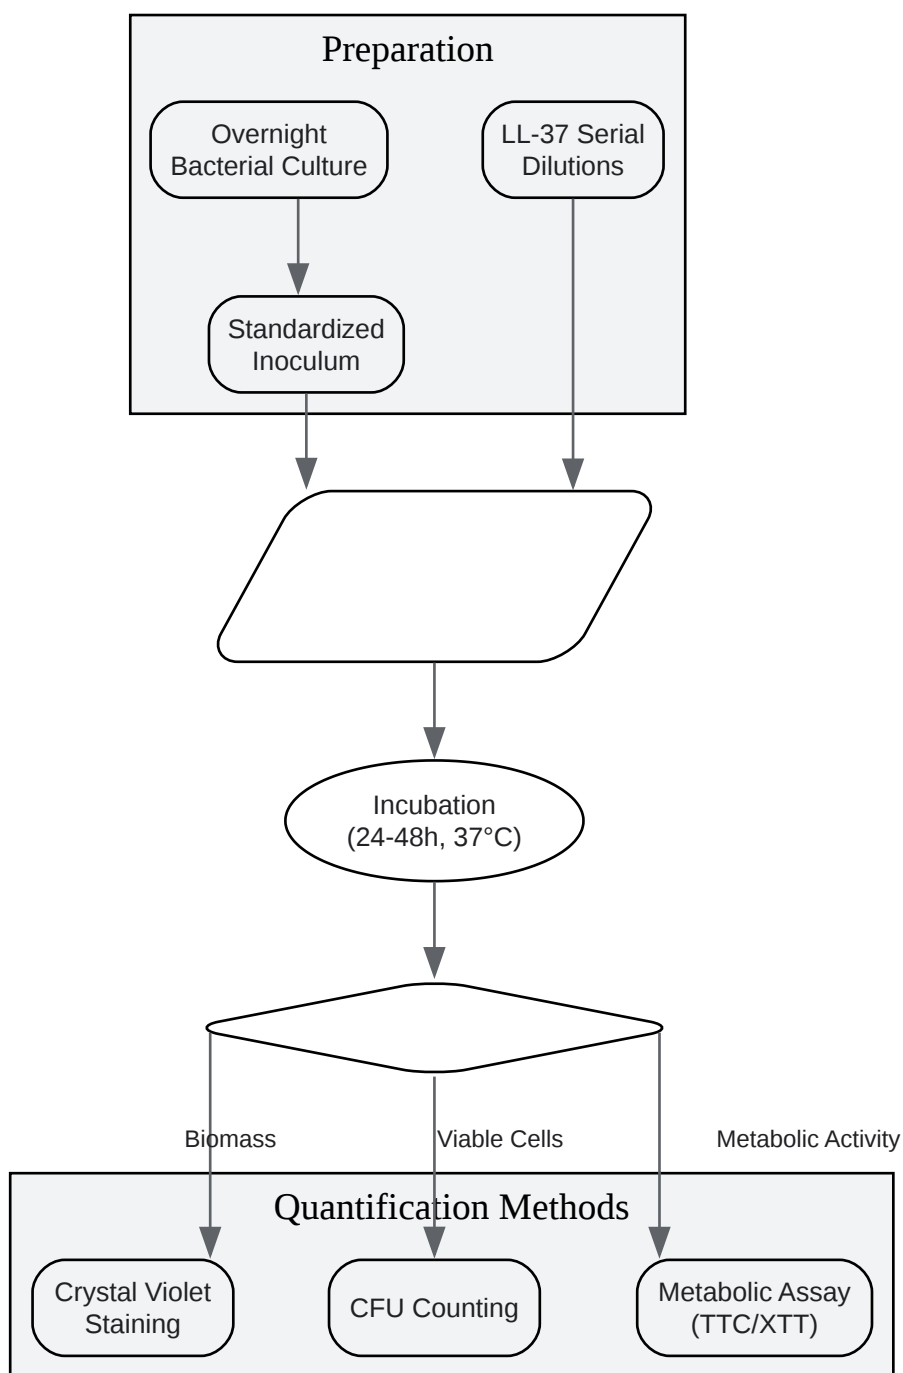 Preparation
Overnight
Bacterial Culture
LL-37 Serial
Dilutions
Standardized
Inoculum
Incubation
(24-48h, 37°C)
Biomass
Viable Cells
Metabolic Activity
Quantification Methods
Crystal Violet
Staining
CFU Counting
Metabolic Assay
(TTC/XTT)